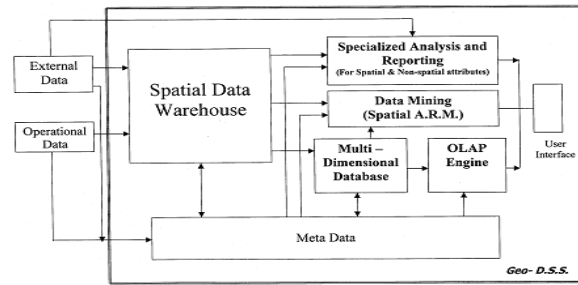 External
Data
Operational
Data
Spatial Data
Warehouse
Specialized Analysis and
Reporting
(For Spatial & Non-spatial attributes)
Data Mining
(Spatial A.R.M.)
Multi –
Dimensional
Database
OLAP
Engine
User
Interface
Meta Data
Geo- D.S.S.